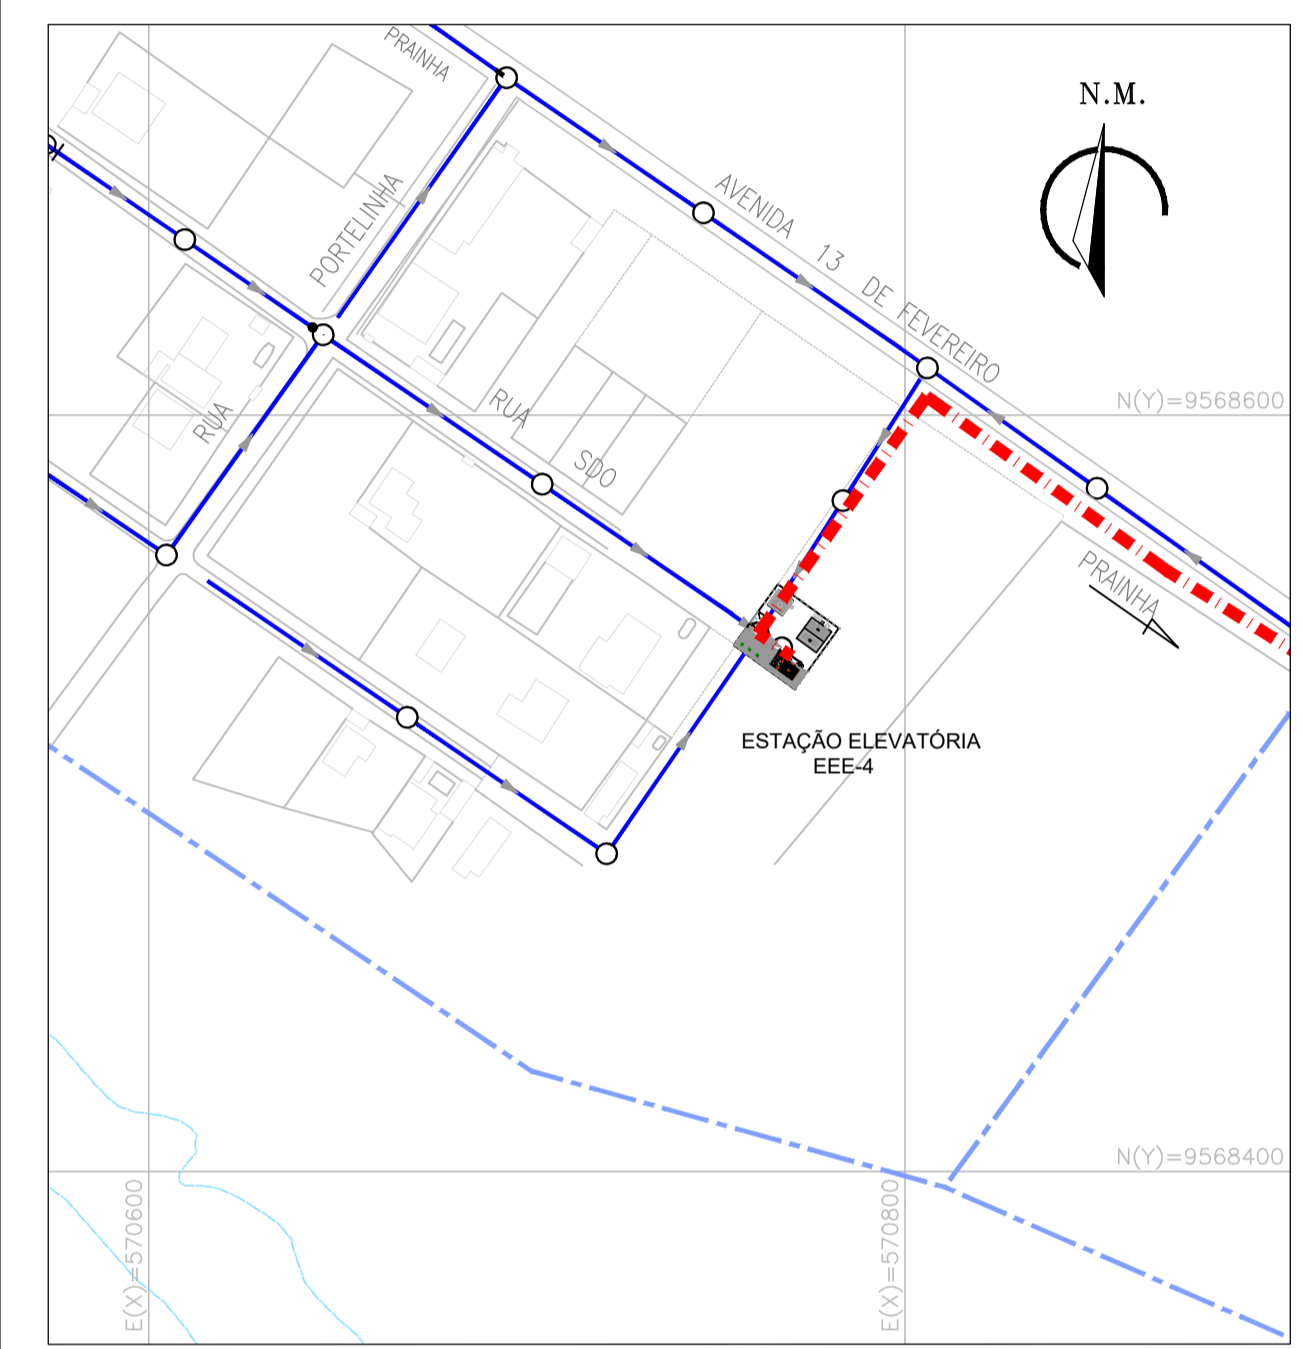 PRAINHA
N.M.
AVENIDA 13 DE FEVEREIRO
PORTELINHA
RUA
RUA
SDO
N(Y)=9568600
PRAINHA
ESTAÇÃO ELEVATÓRIA
EEE-4
N(Y)=9568400
E(X)=570600
E(X)=570800